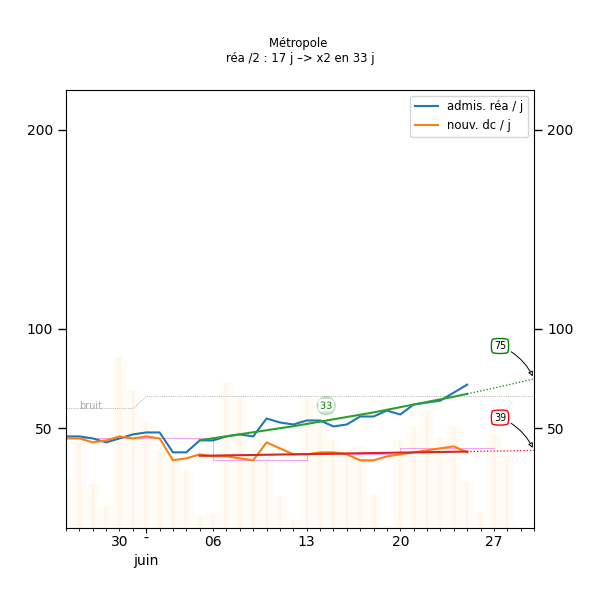 Métropole
réa /2 : 17 j –> x2 en 33 j
admis. réa / j
nouv. dc / j
200
200
100
100
75
bruit
33
39
50
50
30
-
06
13
20
27
juin